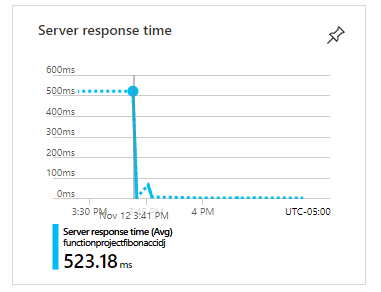 Server response time
600ms
500ms
400ms
300ms
200ms
100ms
0ms
3:30 PM Nov 12 3:41 PM 4 PM UTC-05:00
Server response time (Avg)
functionprojectfibonaccidj
523.18 ms